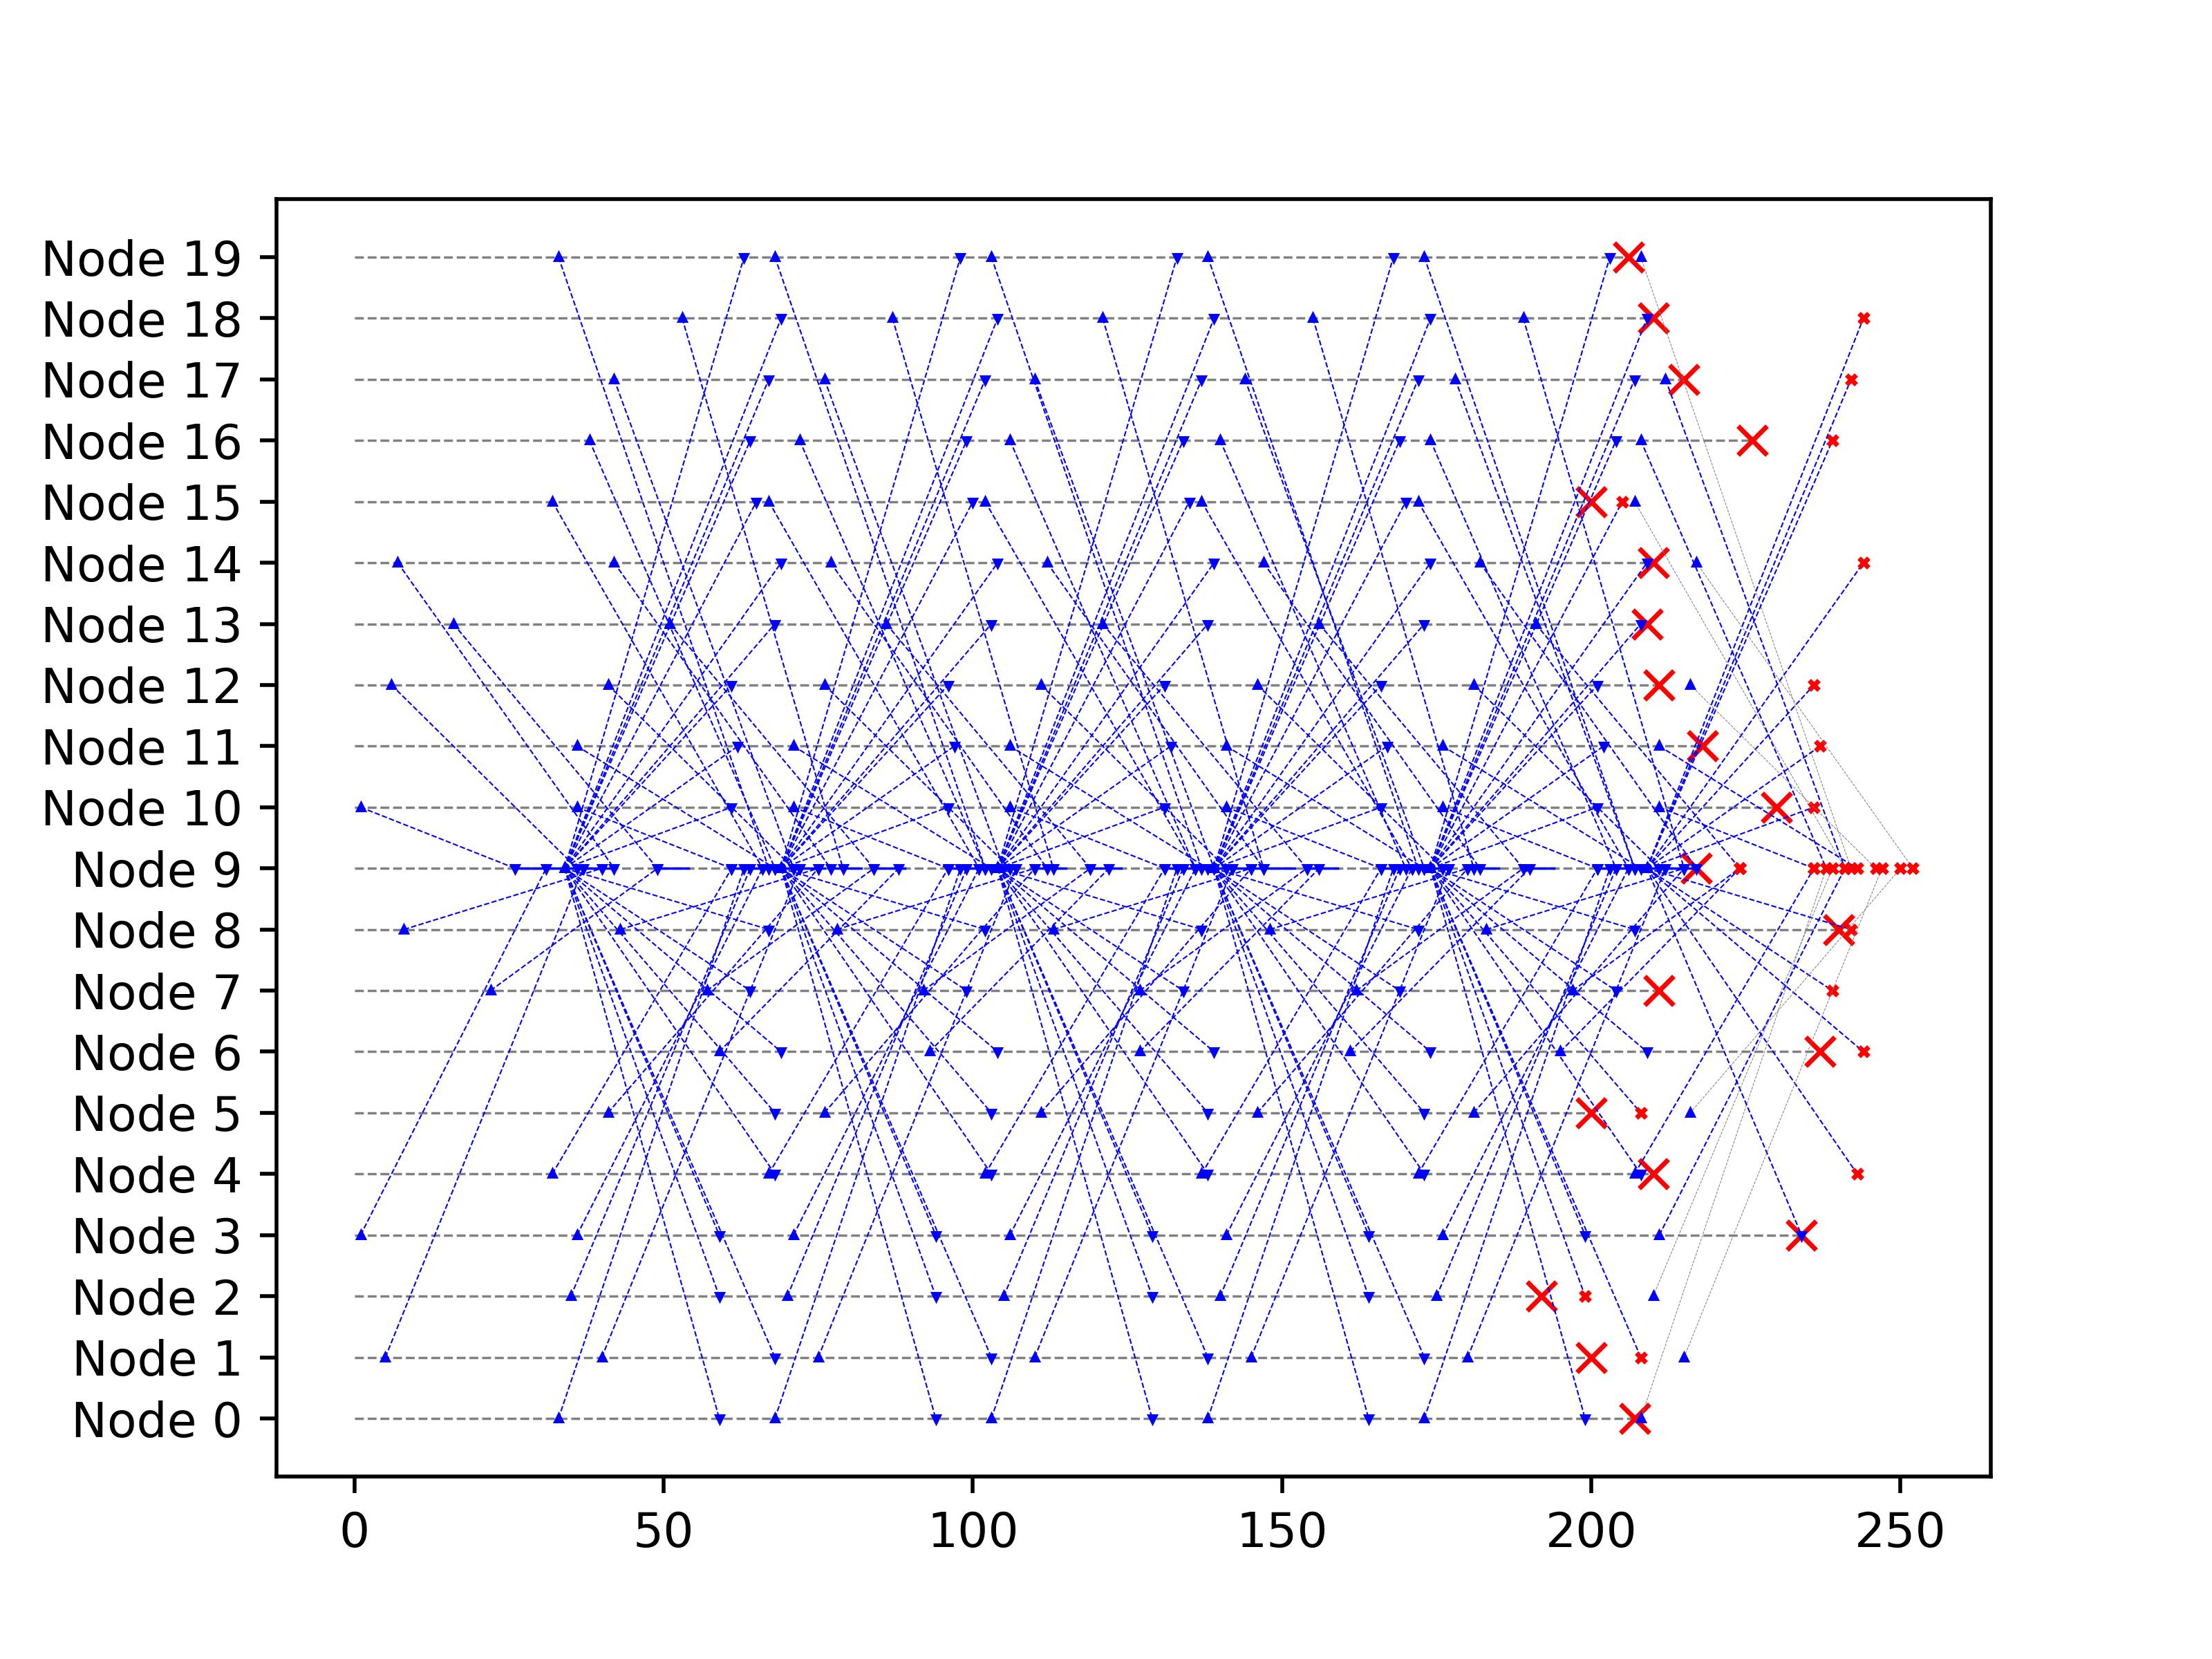 Node 19
Node 18
Node 17
Node 16
Node 15
Node 14
Node 13
Node 12
Node 11
Node 10
Node 9
Node 8
Node 7
Node 6
Node 5
Node 4
Node 3
Node 2
Node 1
Node 0
0 50 100 150 200 250